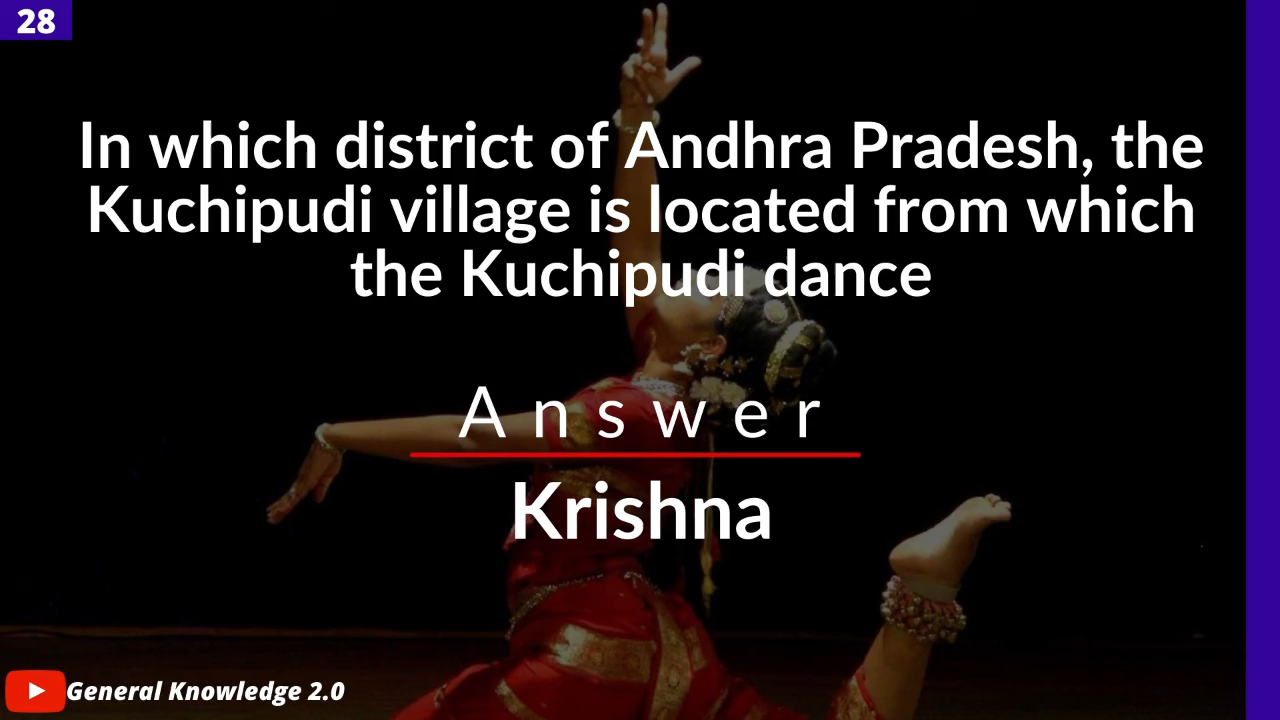 28
In which district of Andhra Pradesh, the
Kuchipudi village is located from which
the Kuchipudi dance
Answer
Krishna
General Knowledge 2.0